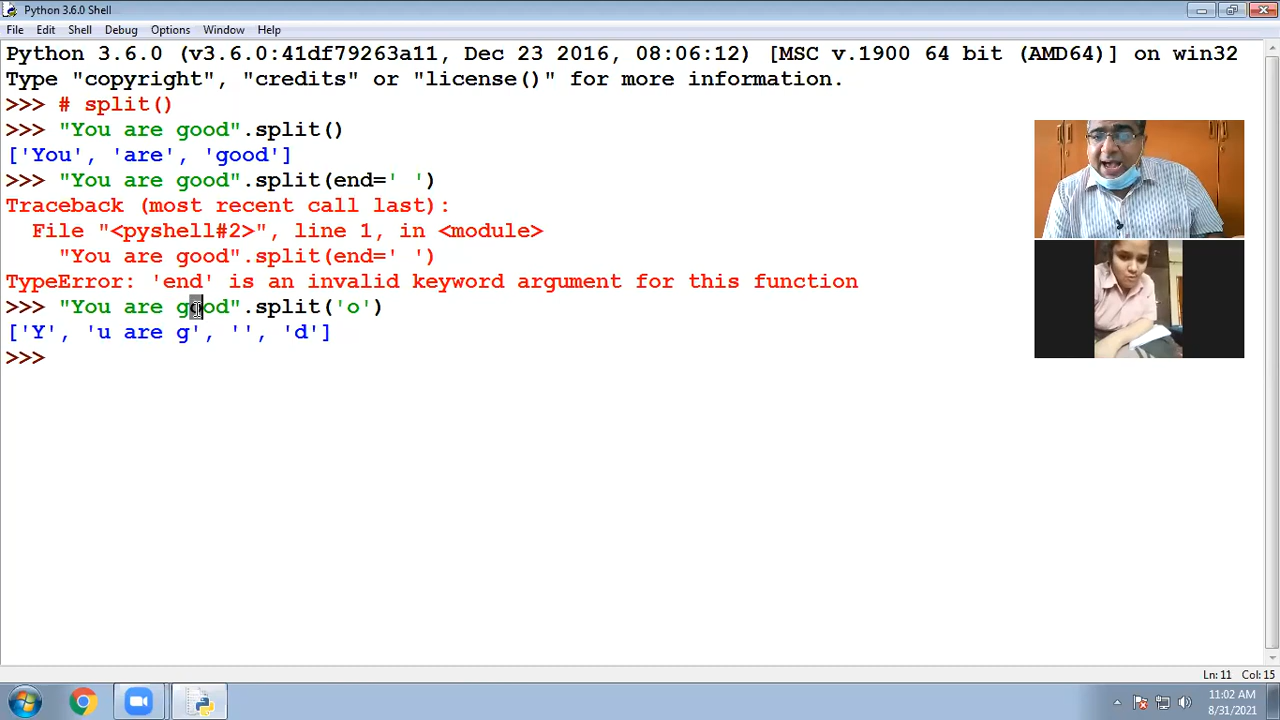 Python 3.6.0 Shell
File Edit Shell Debug Options Window Help
Python 3.6.0 (v3.6.0:41df79263a11, Dec 23 2016, 08:06:12) [MSC v.1900 64 bit (AMD64)] on win32
Type "copyright", "credits" or "license()" for more information.
>>> # split()
>>> "You are good".split()
['You', 'are', 'good']
>>> "You are good".split(end=' ')
Traceback (most recent call last):
  File "<pyshell#2>", line 1, in <module>
    "You are good".split(end=' ')
TypeError: 'end' is an invalid keyword argument for this function
>>> "You are good".split('o')
['Y', 'u are g', '', 'd']
>>>
Ln: 11 Col: 15
11:02 AM
8/31/2021